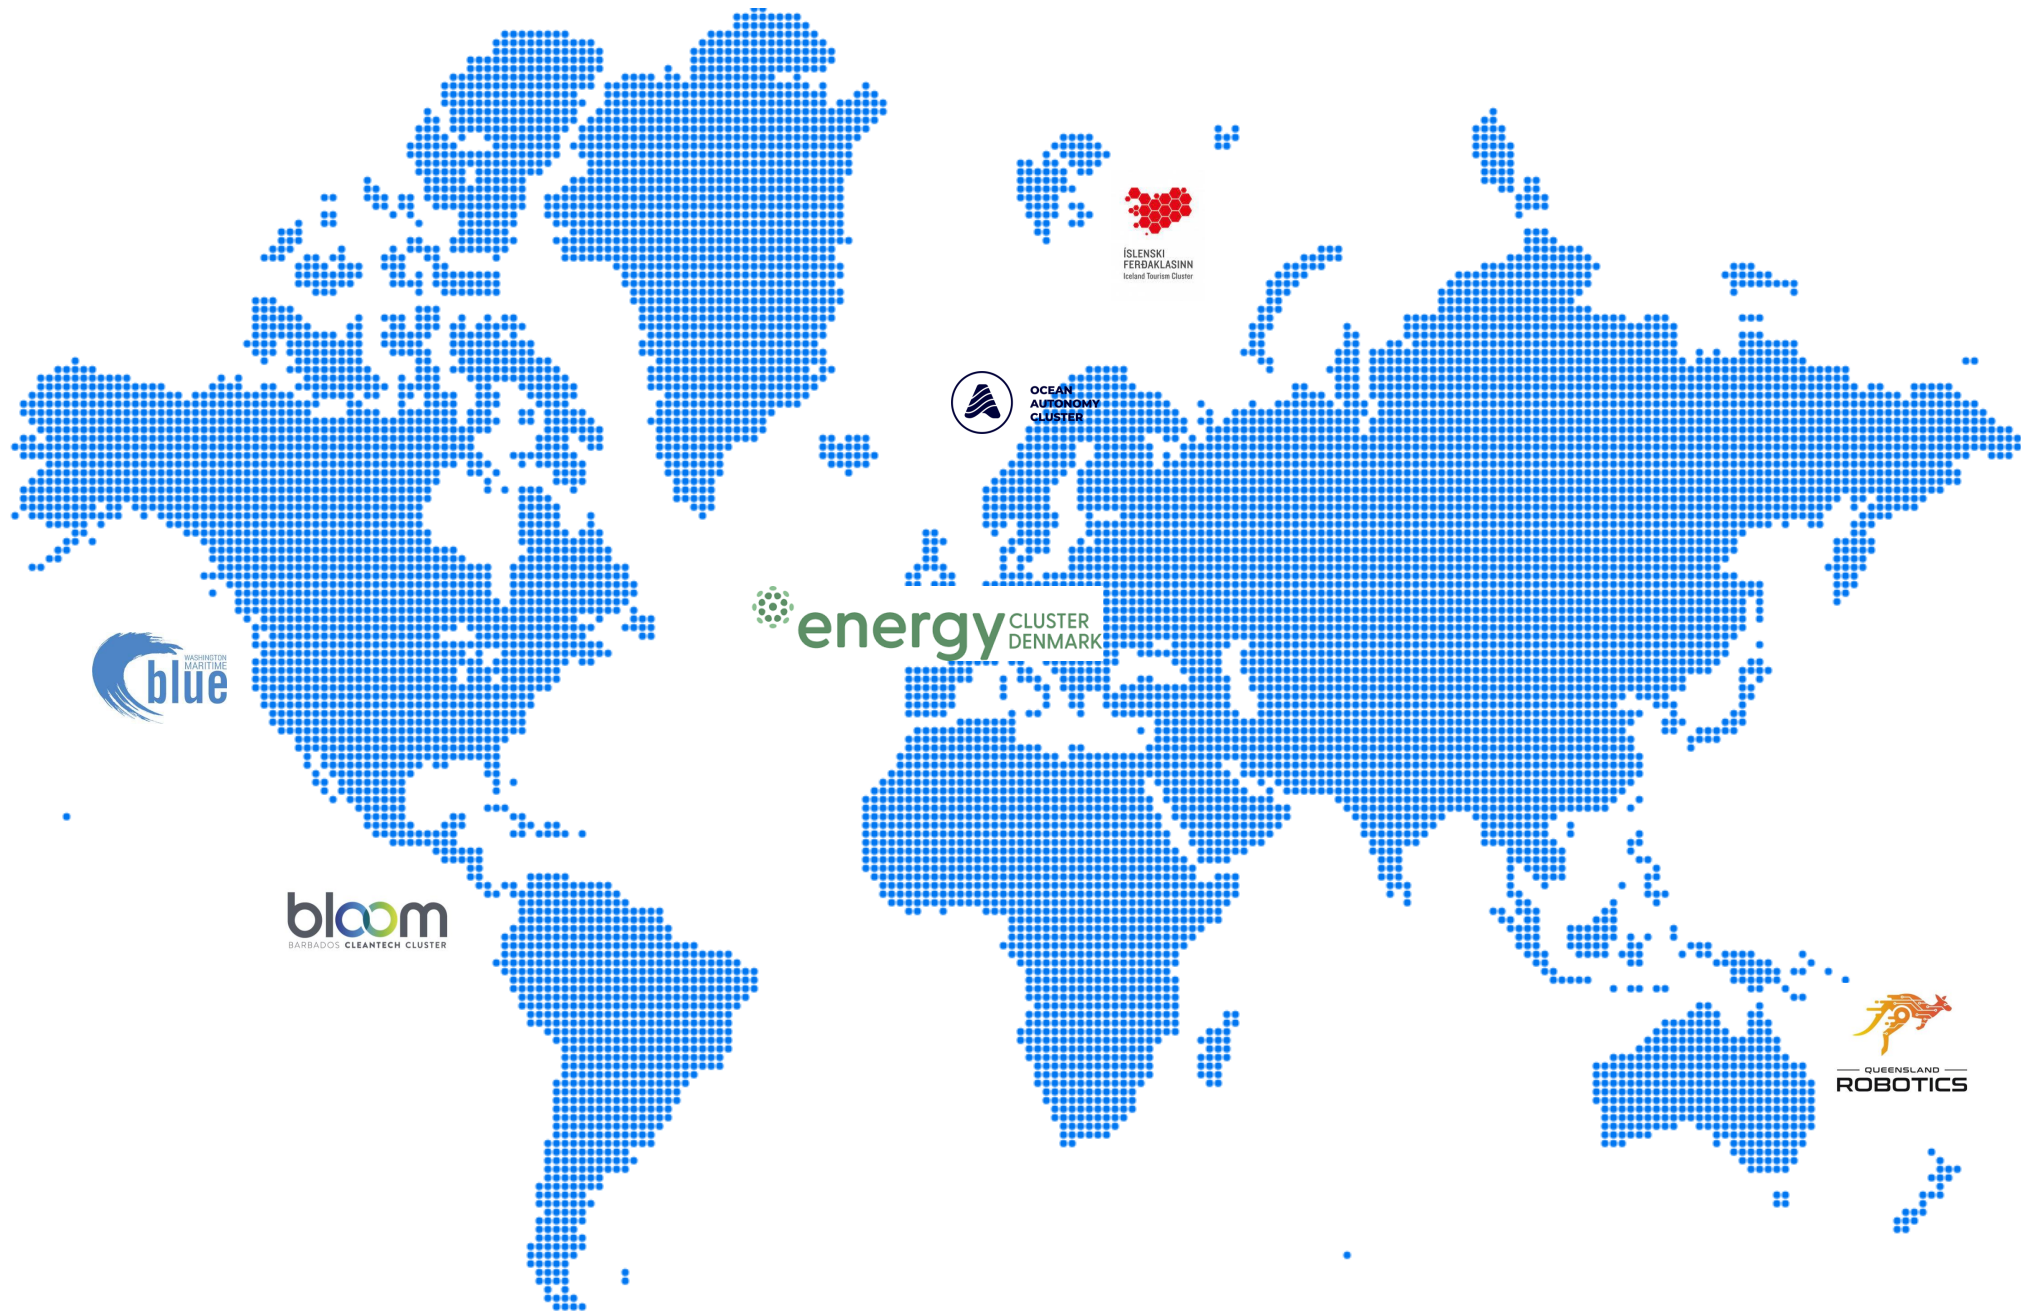 ÍSLENSKI
FERÐAKLASINN
Iceland Tourism Cluster
OCEAN
AUTONOMY
CLUSTER
energy CLUSTER
DENMARK
WASHINGTON
MARITIME
blue
bloom
BARBADOS CLEANTECH CLUSTER
QUEENSLAND
ROBOTICS